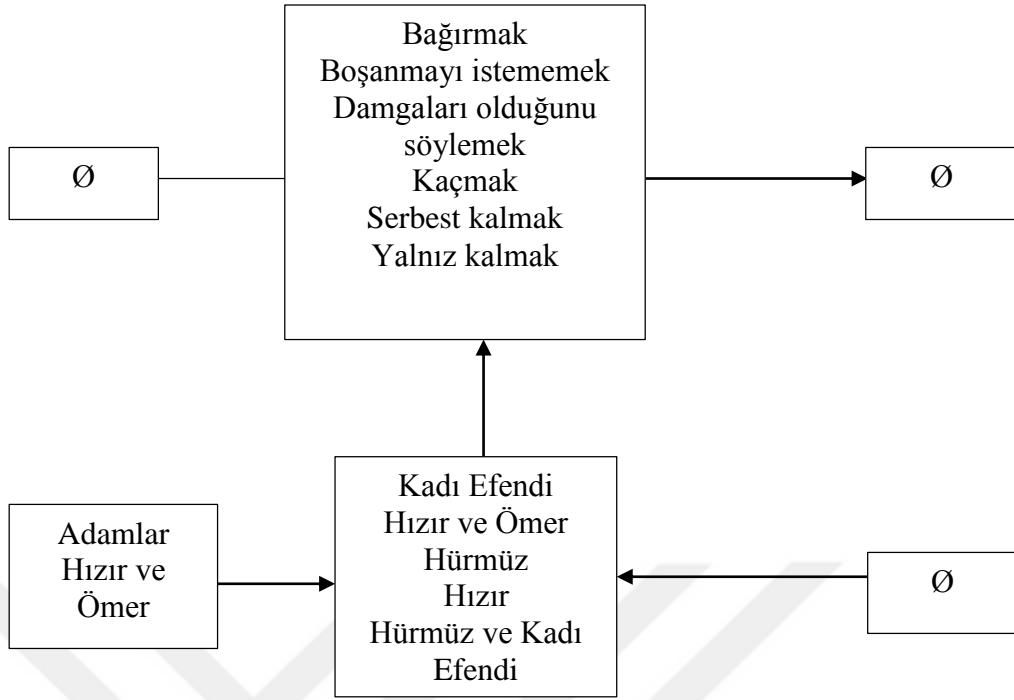 Bağırmak
Boşanmayı istememek
Damgaları olduğunu
söylemek
Kaçmak
Serbest kalmak
Yalnız kalmak
Ø
Ø
Adamlar
Hızır ve
Ömer
Kadı Efendi
Hızır ve Ömer
Hürmüz
Hızır
Hürmüz ve Kadı
Efendi
Ø